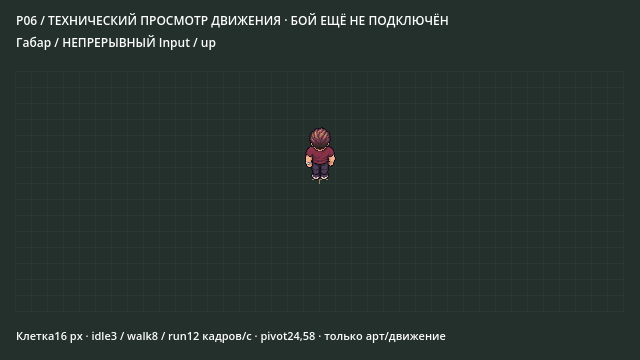 P06 / ТЕХНИЧЕСКИЙ ПРОСМОТР ДВИЖЕНИЯ · БОЙ ЕЩЁ НЕ ПОДКЛЮЧЁН
Габар / НЕПРЕРЫВНЫЙ Input / up
Клетка16 px · idle3 / walk8 / run12 кадров/с · pivot24,58 · только арт/движение